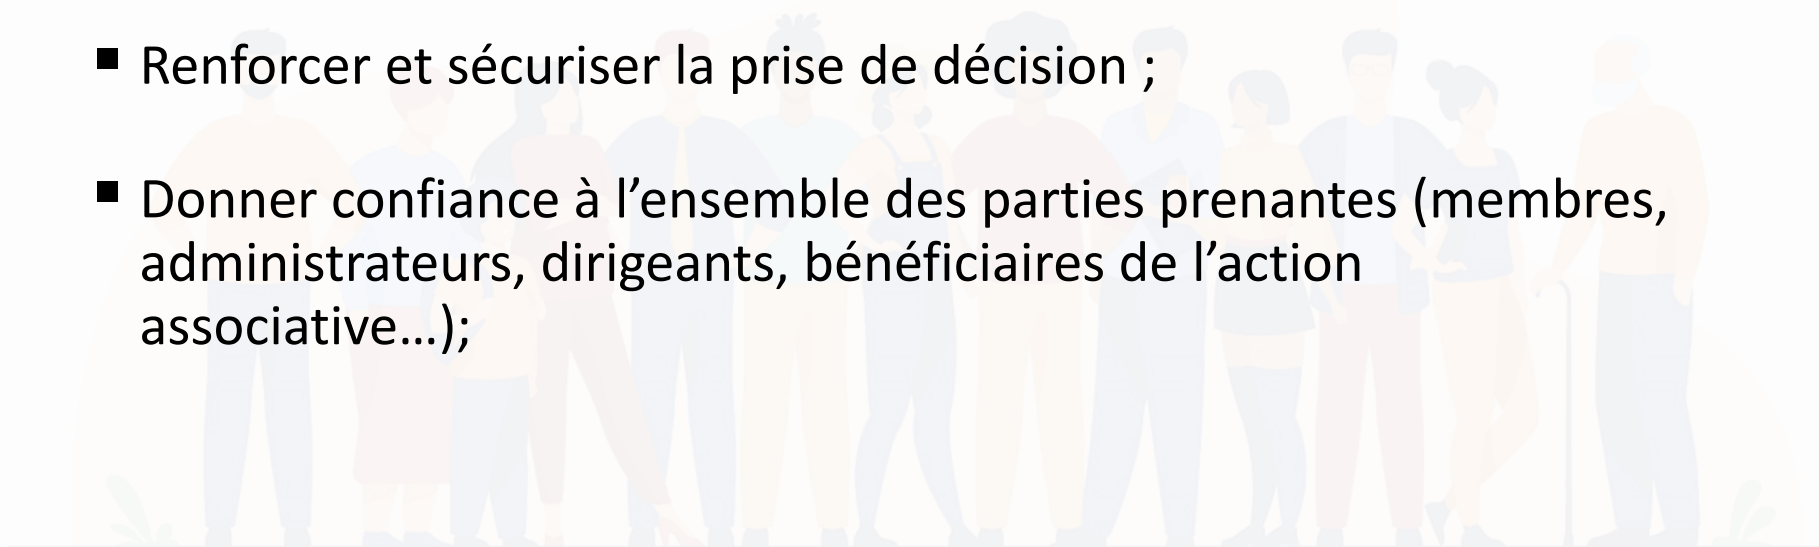 ▪ Renforcer et sécuriser la prise de décision ;
▪ Donner confiance à l’ensemble des parties prenantes (membres,
administrateurs, dirigeants, bénéficiaires de l’action
associative…);